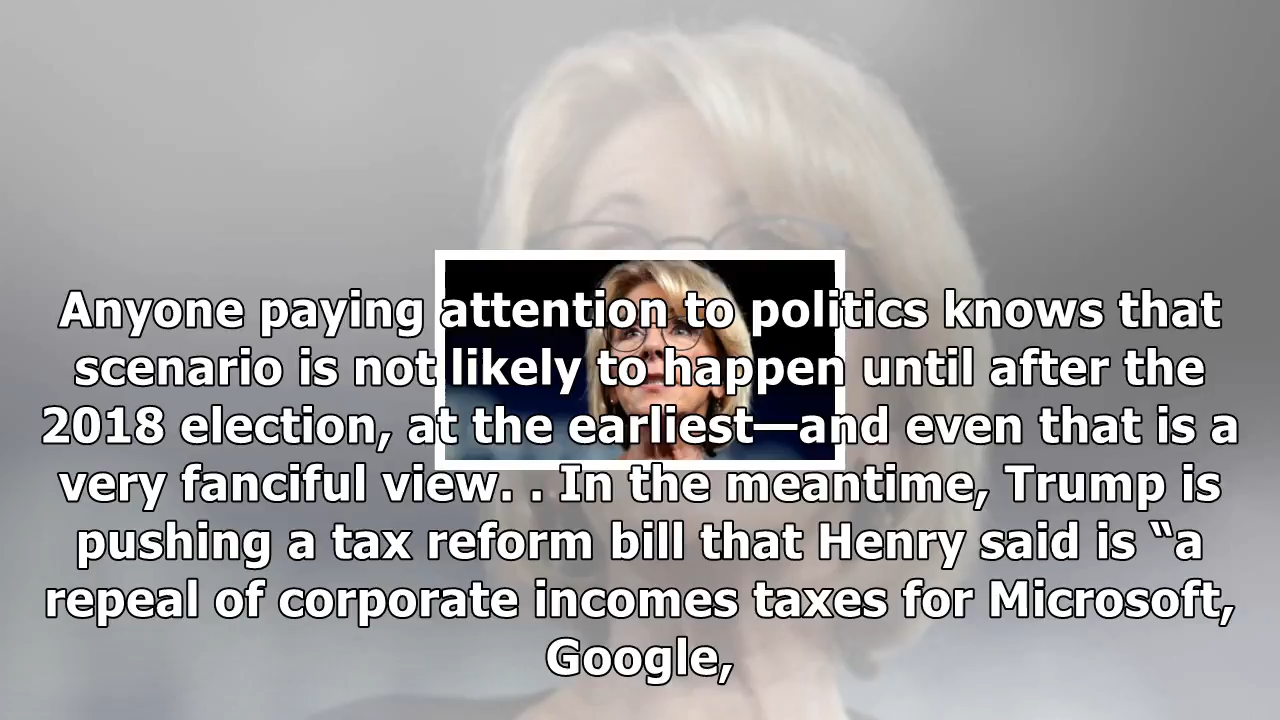 Anyone paying attention to politics knows that
scenario is not likely to happen until after the
2018 election, at the earliest—and even that is a
very fanciful view. . . In the meantime, Trump is
pushing a tax reform bill that Henry said is “a
repeal of corporate incomes taxes for Microsoft,
Google,